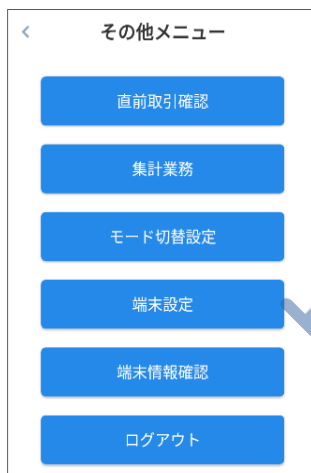 その他メニュー
直前取引確認
集計業務
モード切替設定
端末設定
端末情報確認
ログアウト